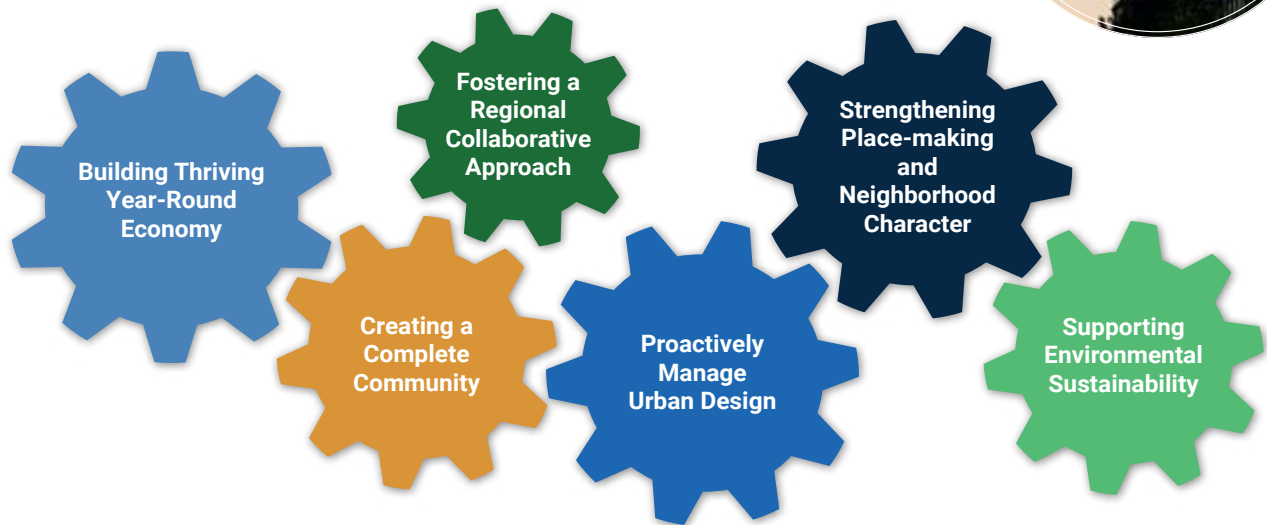 Building Thriving
Year-Round
Economy
Fostering a
Regional
Collaborative
Approach
Strengthening
Place-making
and
Neighborhood
Character
Creating a
Complete
Community
Proactively
Manage
Urban Design
Supporting
Environmental
Sustainability